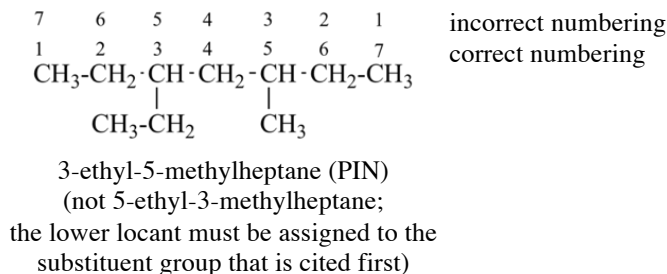 7 6 5 4 3 2 1 incorrect numbering
1 2 3 4 5 6 7 correct numbering
CH₃-CH₂-CH-CH₂-CH-CH₂-CH₃
CH₃-CH₂ CH₃
3-ethyl-5-methylheptane (PIN)
(not 5-ethyl-3-methylheptane;
the lower locant must be assigned to the
substituent group that is cited first)